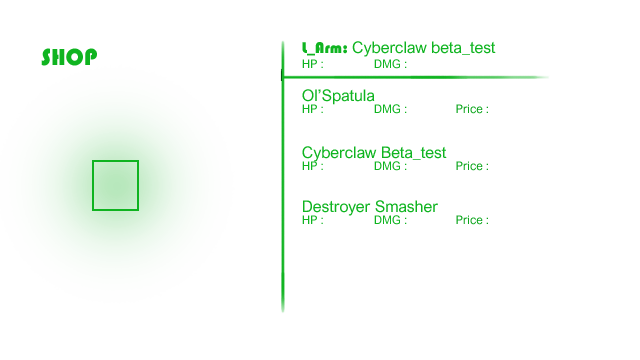 SHOP
L_Arm: Cyberclaw beta_test
HP : DMG :
Ol'Spatula
HP : DMG : Price :
Cyberclaw Beta_test
HP : DMG : Price :
Destroyer Smasher
HP : DMG : Price :